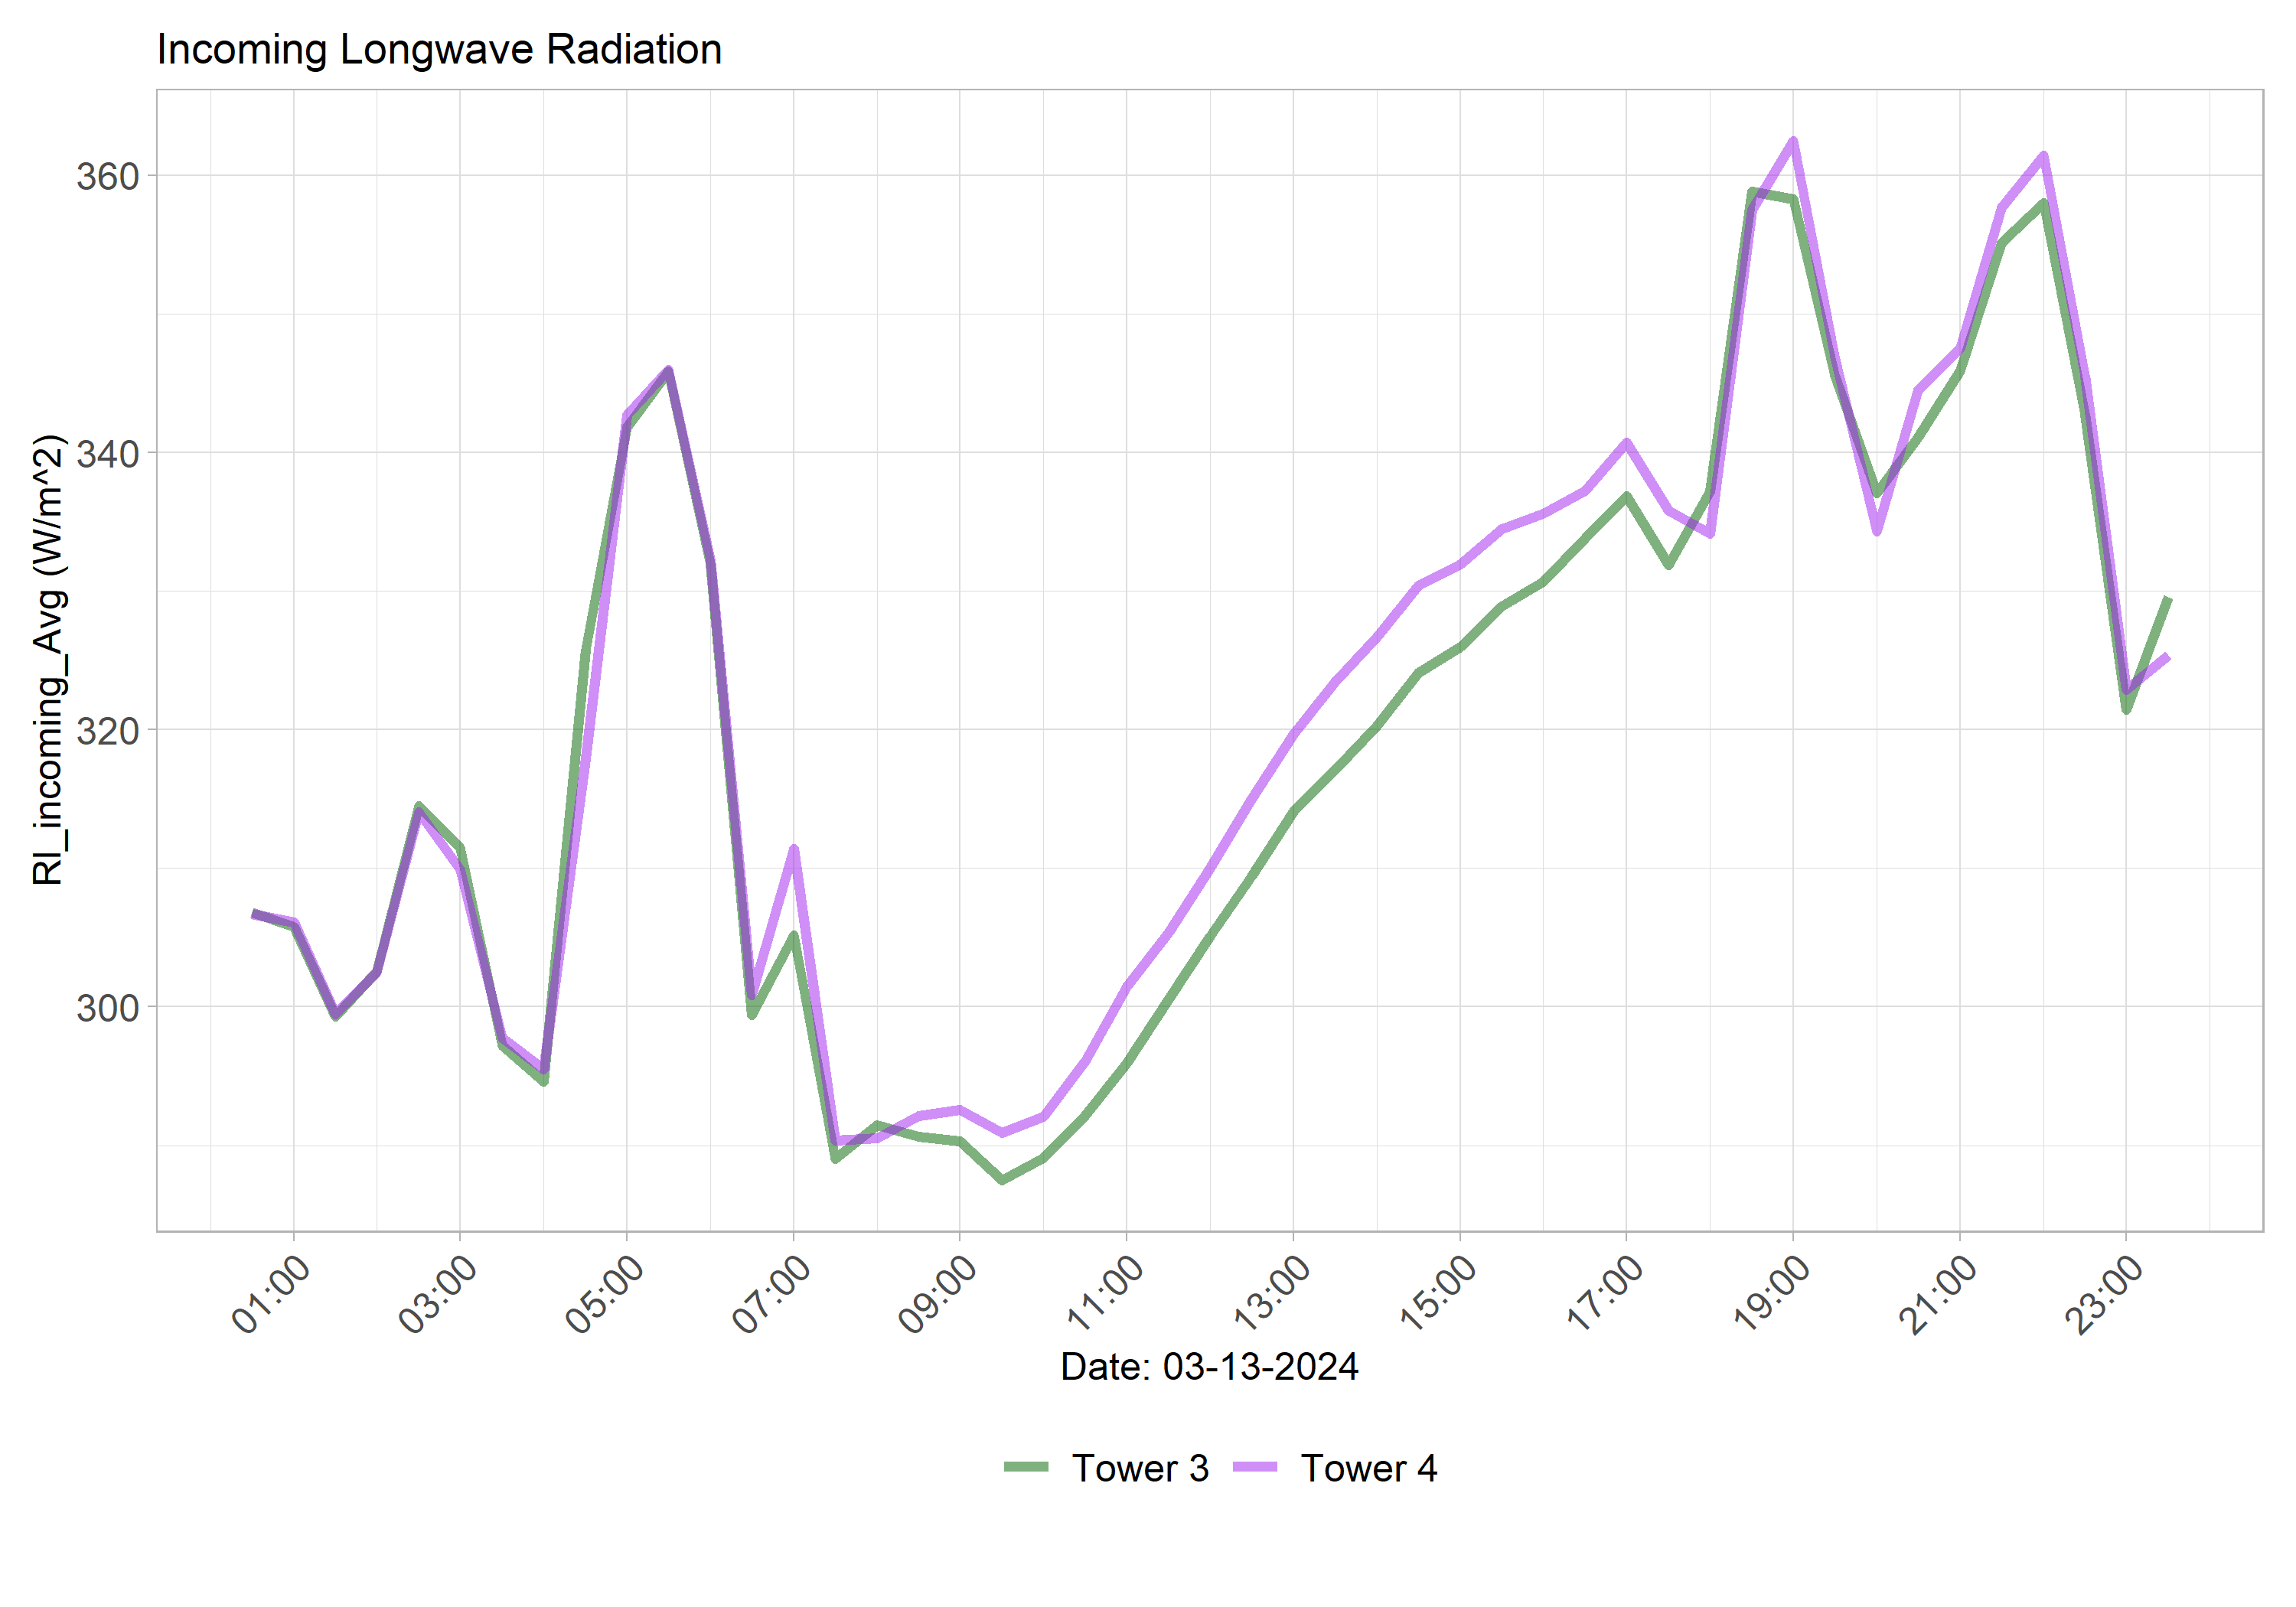 Incoming Longwave Radiation
Rl_incoming_Avg (W/m^2)
360
340
320
300
01:00 03:00 05:00 07:00 09:00 11:00 13:00 15:00 17:00 19:00 21:00 23:00
Date: 03-13-2024
Tower 3 Tower 4